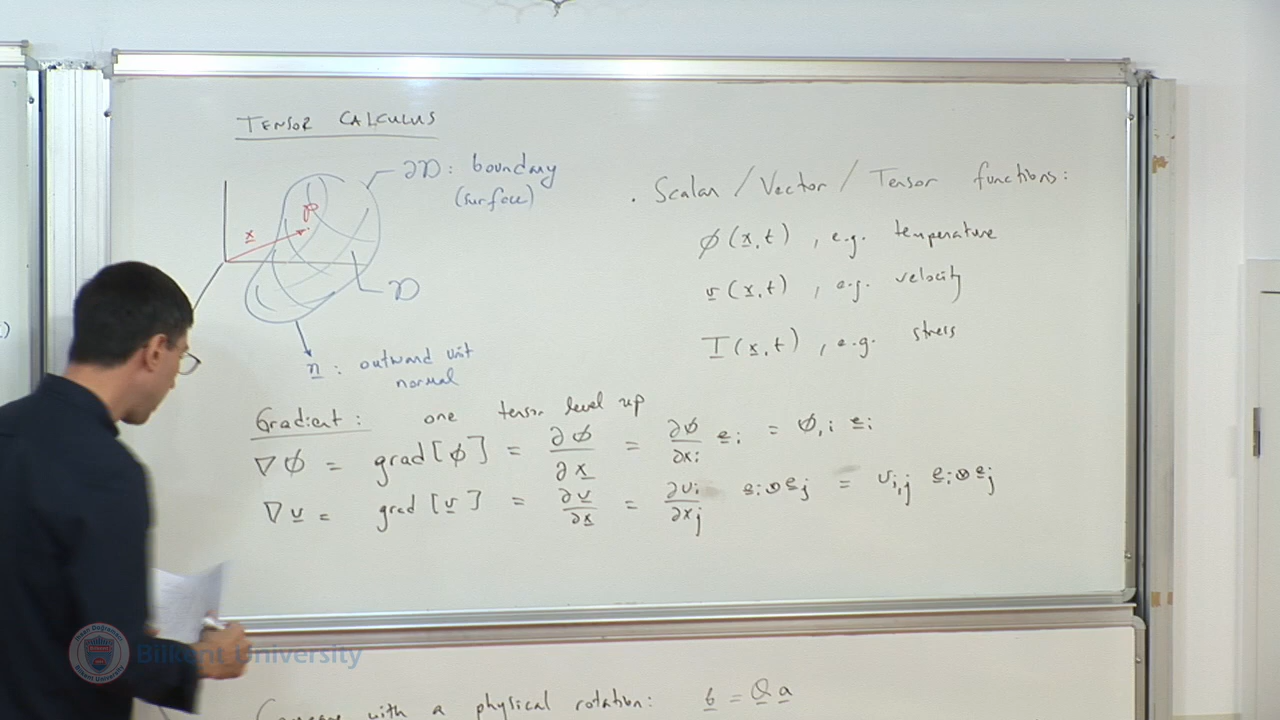 TENSOR CALCULUS
∂D : boundary
(surface)
p
x
D
n : outward unit
normal
. Scalar / Vector / Tensor functions :
φ (x,t) , e.g. temperature
v (x,t) , e.g. velocity
T (x,t) , e.g. stress
Gradient : one tensor level up
∇φ = grad[φ] = ∂φ/∂x = ∂φ/∂xi ei = φ,i ei
∇v = grad[v] = ∂v/∂x = ∂vi/∂xj ei⊗ej = vi,j ei⊗ej
with a physical rotation: b = Q a
Bilkent University